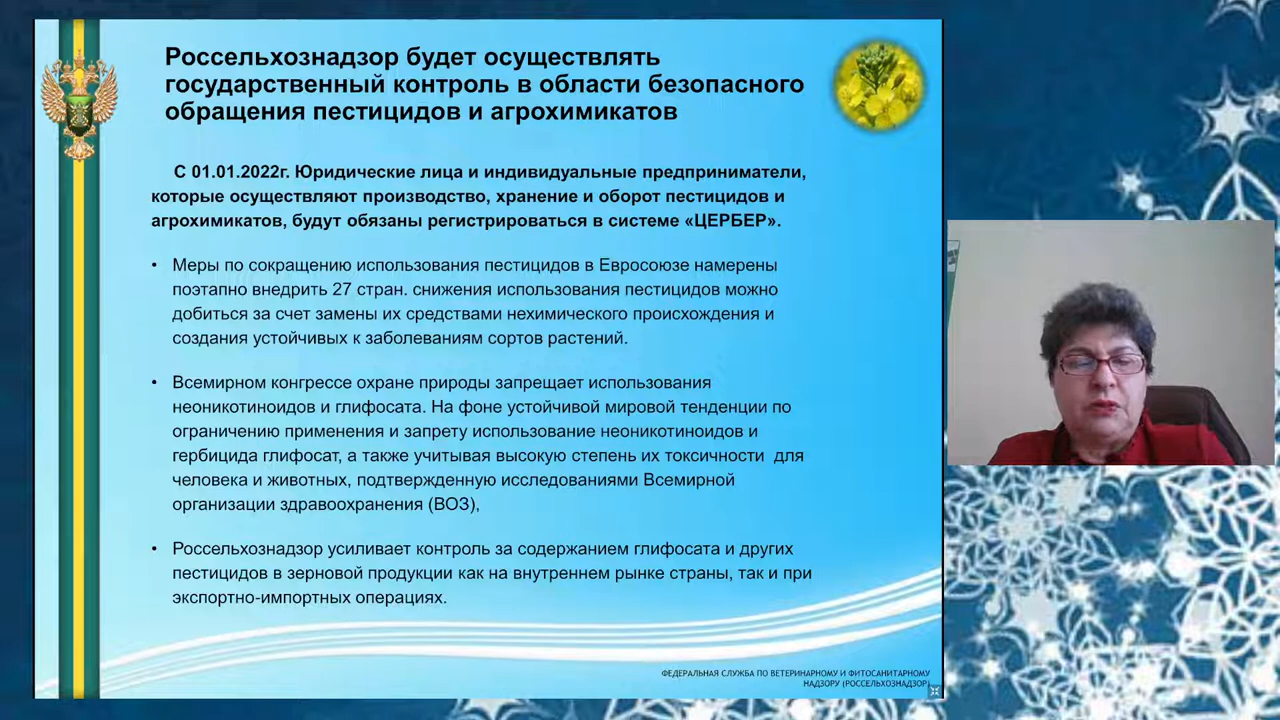 Россельхознадзор будет осуществлять
государственный контроль в области безопасного
обращения пестицидов и агрохимикатов
С 01.01.2022г. Юридические лица и индивидуальные предприниматели,
которые осуществляют производство, хранение и оборот пестицидов и
агрохимикатов, будут обязаны регистрироваться в системе «ЦЕРБЕР».
• Меры по сокращению использования пестицидов в Евросоюзе намерены
поэтапно внедрить 27 стран. снижения использования пестицидов можно
добиться за счет замены их средствами нехимического происхождения и
создания устойчивых к заболеваниям сортов растений.
• Всемирном конгрессе охране природы запрещает использования
неоникотиноидов и глифосата. На фоне устойчивой мировой тенденции по
ограничению применения и запрету использование неоникотиноидов и
гербицида глифосат, а также учитывая высокую степень их токсичности для
человека и животных, подтвержденную исследованиями Всемирной
организации здравоохранения (ВОЗ),
• Россельхознадзор усиливает контроль за содержанием глифосата и других
пестицидов в зерновой продукции как на внутреннем рынке страны, так и при
экспортно-импортных операциях.
ФЕДЕРАЛЬНАЯ СЛУЖБА ПО ВЕТЕРИНАРНОМУ И ФИТОСАНИТАРНОМУ
НАДЗОРУ (РОССЕЛЬХОЗНАДЗОР)